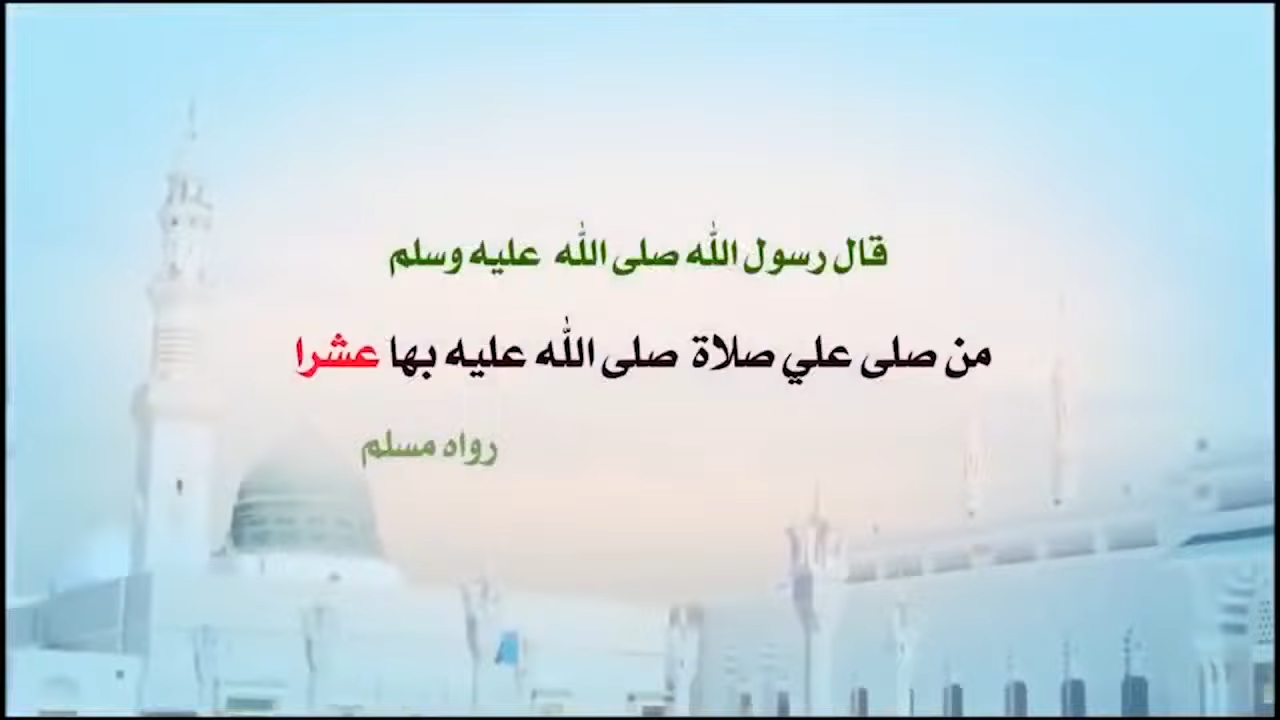 قال رسول الله صلى الله عليه وسلم
من صلى علي صلاة صلى الله عليه بها عشرا
رواه مسلم